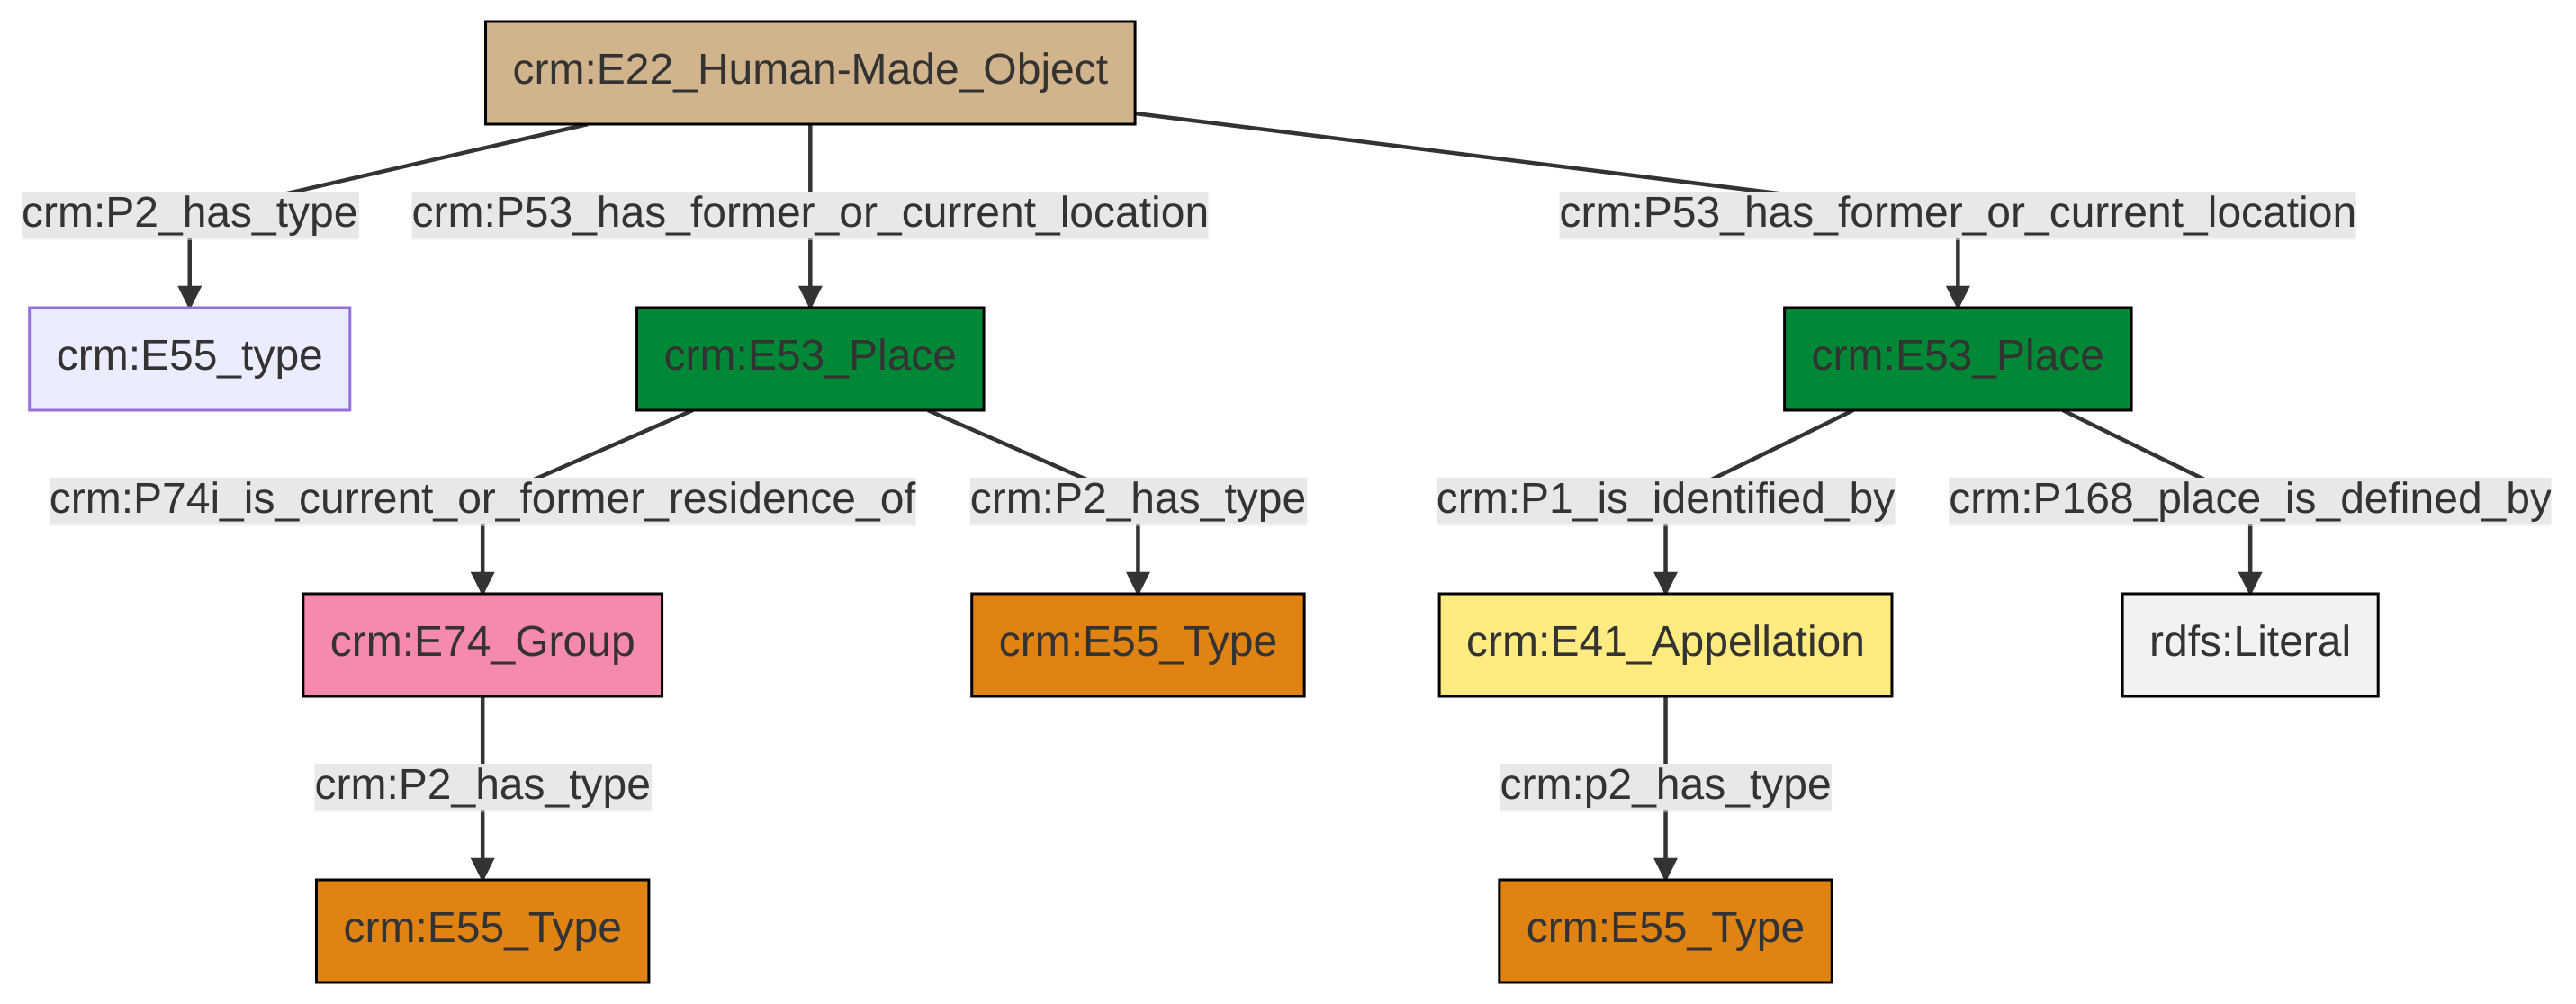 crm:E22_Human-Made_Object
crm:P2_has_type
crm:P53_has_former_or_current_location
crm:P53_has_former_or_current_location
crm:E55_type
crm:E53_Place
crm:E53_Place
crm:P74i_is_current_or_former_residence_of
crm:P2_has_type
crm:P1_is_identified_by
crm:P168_place_is_defined_by
crm:E74_Group
crm:E55_Type
crm:E41_Appellation
rdfs:Literal
crm:P2_has_type
crm:p2_has_type
crm:E55_Type
crm:E55_Type